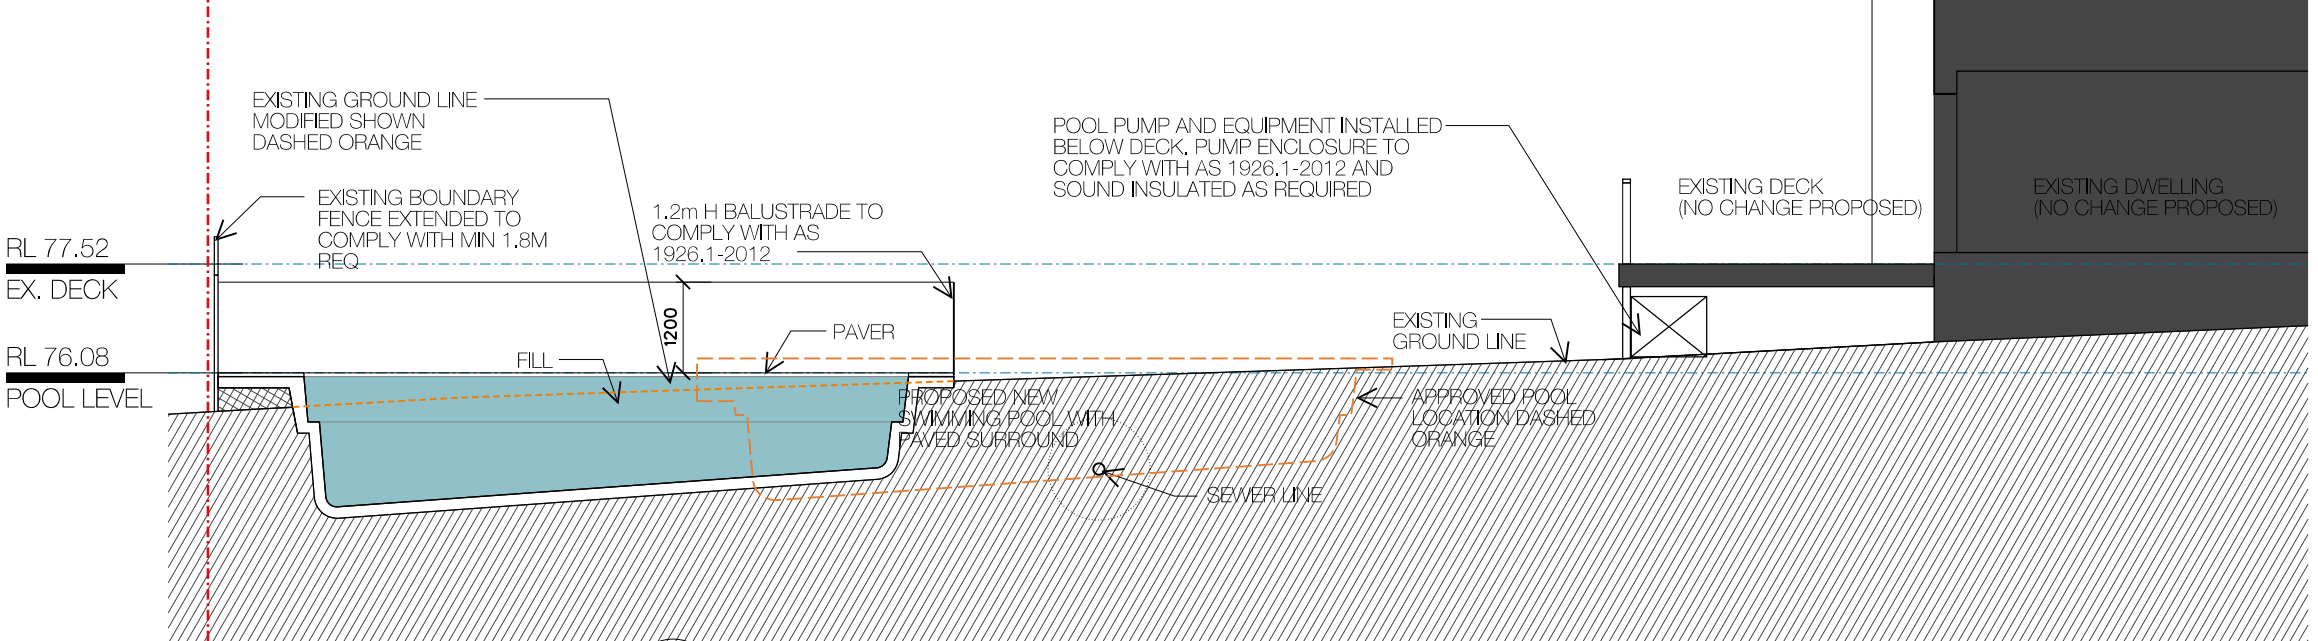 EXISTING GROUND LINE
MODIFIED SHOWN
DASHED ORANGE
EXISTING BOUNDARY
FENCE EXTENDED TO
COMPLY WITH MIN 1.8M
REQ
1.2m H BALUSTRADE TO
COMPLY WITH AS
1926.1-2012
POOL PUMP AND EQUIPMENT INSTALLED
BELOW DECK. PUMP ENCLOSURE TO
COMPLY WITH AS 1926.1-2012 AND
SOUND INSULATED AS REQUIRED
EXISTING DECK
(NO CHANGE PROPOSED)
EXISTING DWELLING
(NO CHANGE PROPOSED)
RL 77.52
EX. DECK
RL 76.08
POOL LEVEL
1200
PAVER
FILL
EXISTING
GROUND LINE
PROPOSED NEW
SWIMMING POOL WITH
PAVED SURROUND
APPROVED POOL
LOCATION DASHED
ORANGE
SEWER LINE